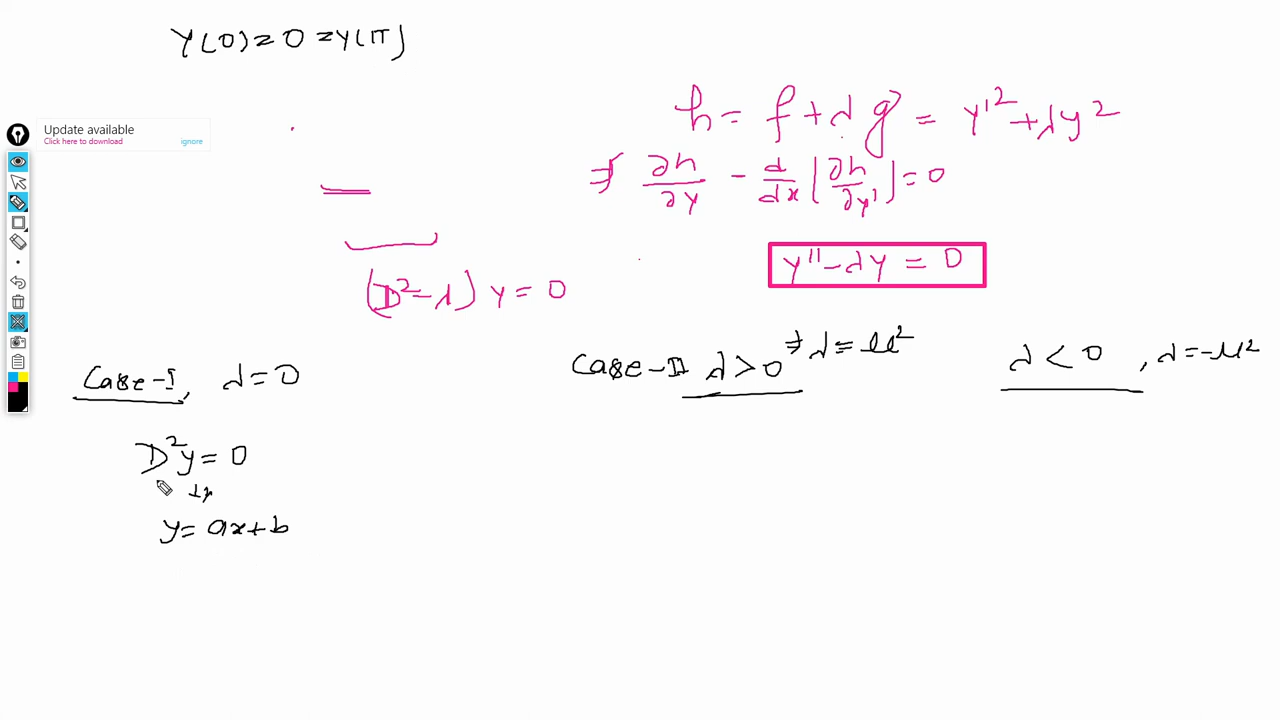 y(0) = 0 = y(π)
h = f + λg = y'² + λy²
Update available
Click here to download ignore
⇒ ∂h/∂y - d/dx (∂h/∂y') = 0
y'' - λy = 0
(D² - λ) y = 0
Case-I, λ = 0
Case-II λ > 0 ⇒ λ = μ²
λ < 0, λ = -μ²
D²y = 0
y = ax + b